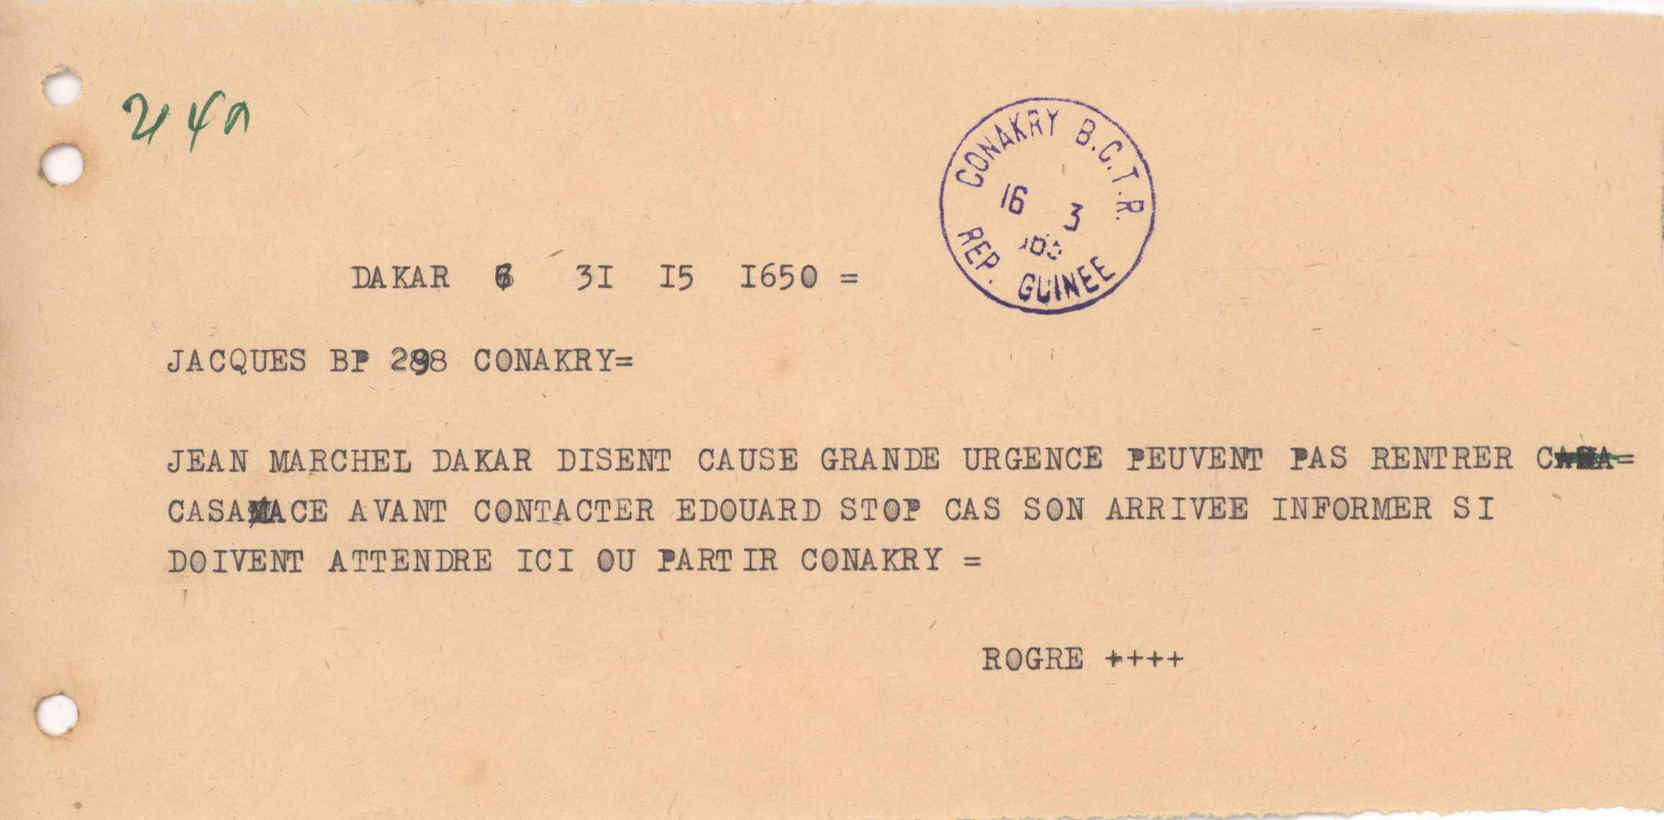 CONAKRY B.C.T.R.
16 3
REP. GUINEE
DAKAR 6 31 15 1650 =
JACQUES BP 298 CONAKRY=
JEAN MARCHEL DAKAR DISENT CAUSE GRANDE URGENCE PEUVENT PAS RENTRER
CASAMACE AVANT CONTACTER EDOUARD STOP CAS SON ARRIVEE INFORMER SI
DOIVENT ATTENDRE ICI OU PARTIR CONAKRY =
ROGRE ++++